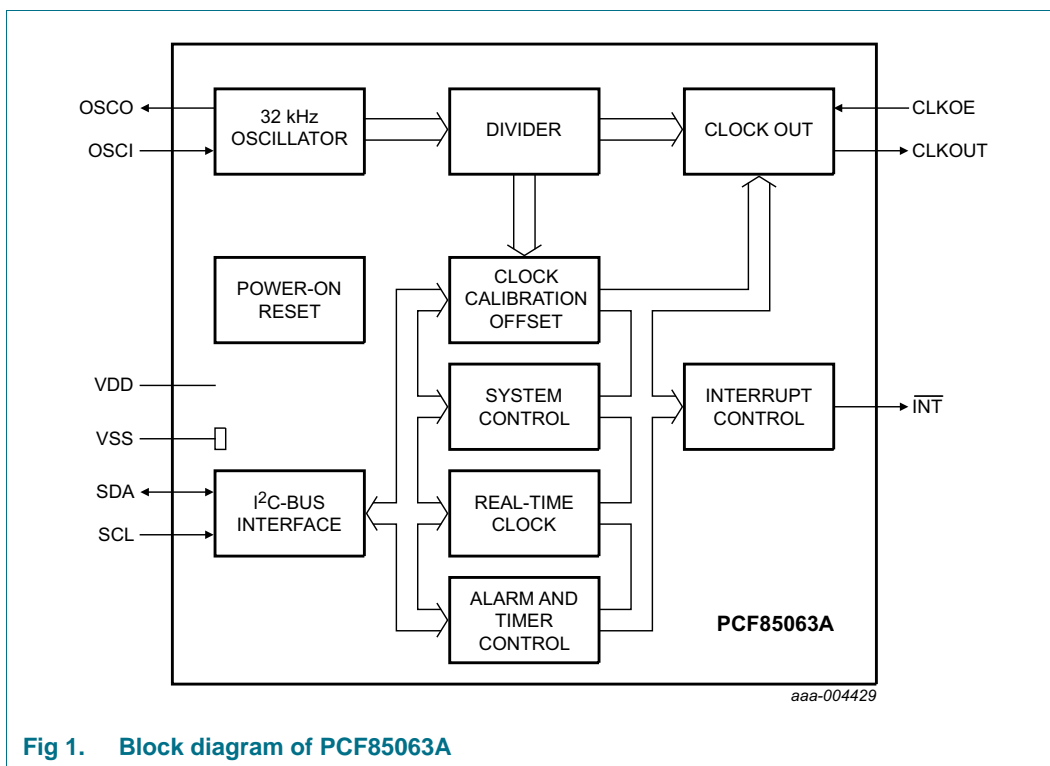 OSCO
OSCI
32 kHz
OSCILLATOR
DIVIDER
CLOCK OUT
CLKOE
CLKOUT
POWER-ON
RESET
CLOCK
CALIBRATION
OFFSET
VDD
VSS
SYSTEM
CONTROL
INTERRUPT
CONTROL
I̅N̅T̅
SDA
SCL
I²C-BUS
INTERFACE
REAL-TIME
CLOCK
ALARM AND
TIMER
CONTROL
PCF85063A
aaa-004429
Fig 1. Block diagram of PCF85063A